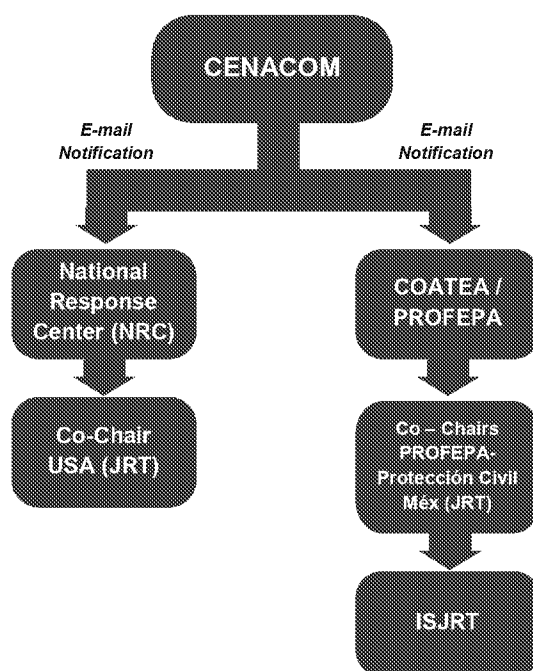 CENACOM
E-mail
Notification
E-mail
Notification
National
Response
Center (NRC)
COATEA /
PROFEPA
Co-Chair
USA (JRT)
Co – Chairs
PROFEPA-
Protección Civil
Méx (JRT)
ISJRT